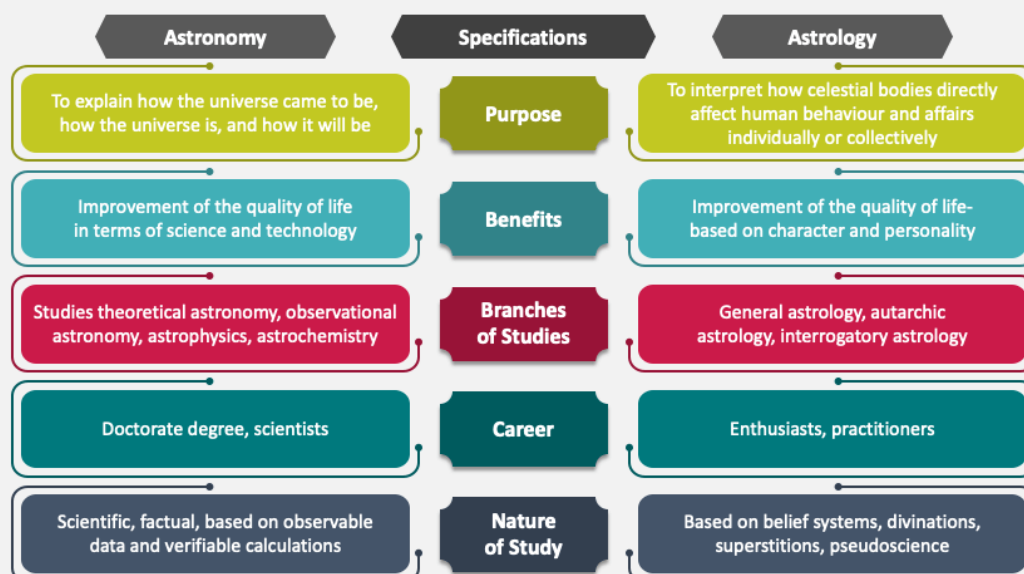 Astronomy
Specifications
Astrology
To explain how the universe came to be,
how the universe is, and how it will be
Purpose
To interpret how celestial bodies directly
affect human behaviour and affairs
individually or collectively
Improvement of the quality of life
in terms of science and technology
Benefits
Improvement of the quality of life-
based on character and personality
Studies theoretical astronomy, observational
astronomy, astrophysics, astrochemistry
Branches
of Studies
General astrology, autarchic
astrology, interrogatory astrology
Doctorate degree, scientists
Career
Enthusiasts, practitioners
Scientific, factual, based on observable
data and verifiable calculations
Nature
of Study
Based on belief systems, divinations,
superstitions, pseudoscience